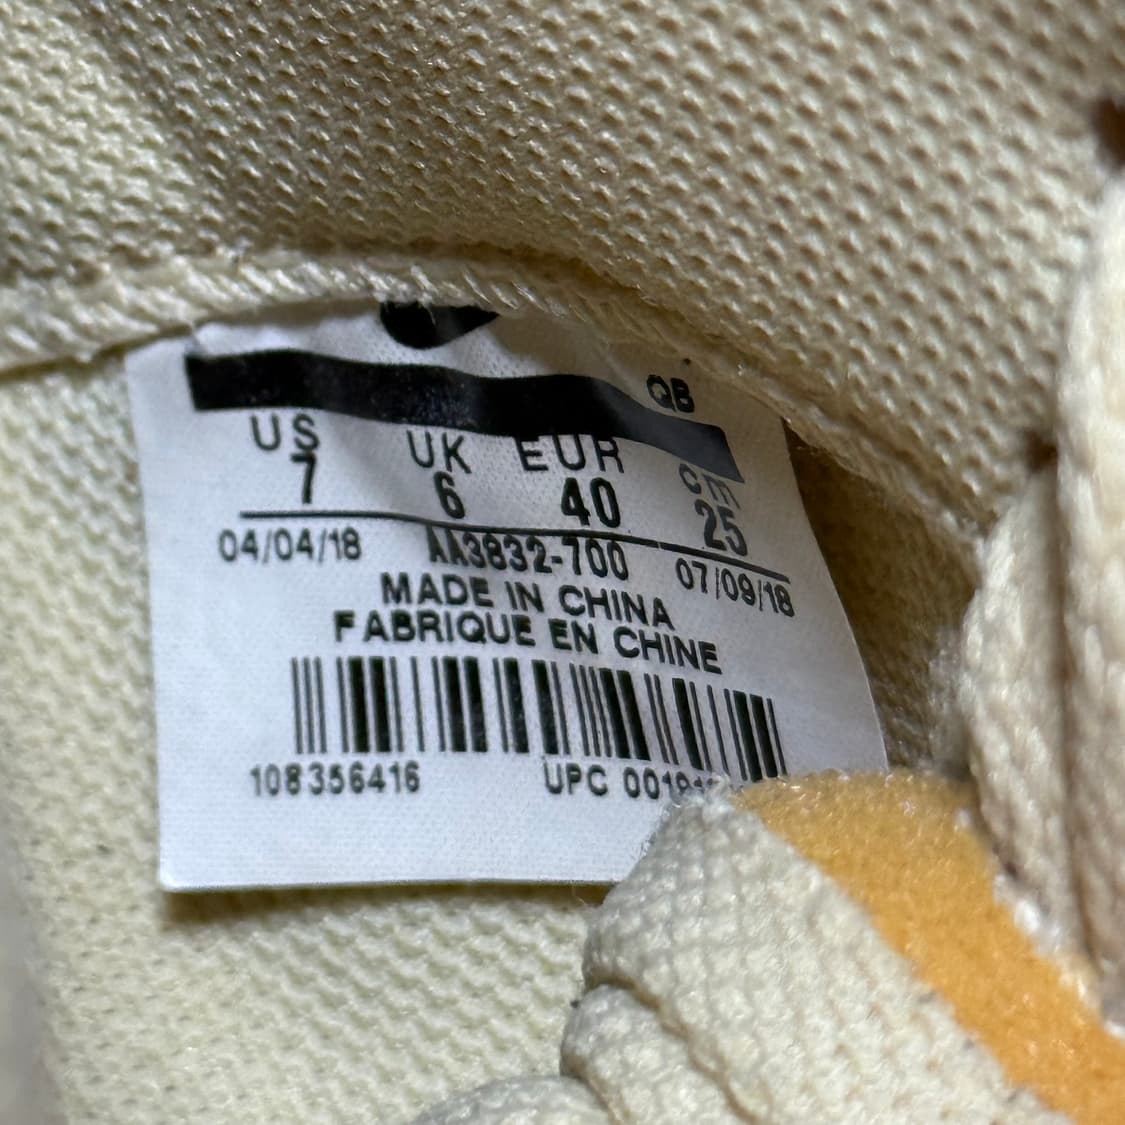 QB
US UK EUR cm
7 6 40 25
04/04/18 AA3832-700 07/09/18
MADE IN CHINA
FABRIQUE EN CHINE
108356416 UPC